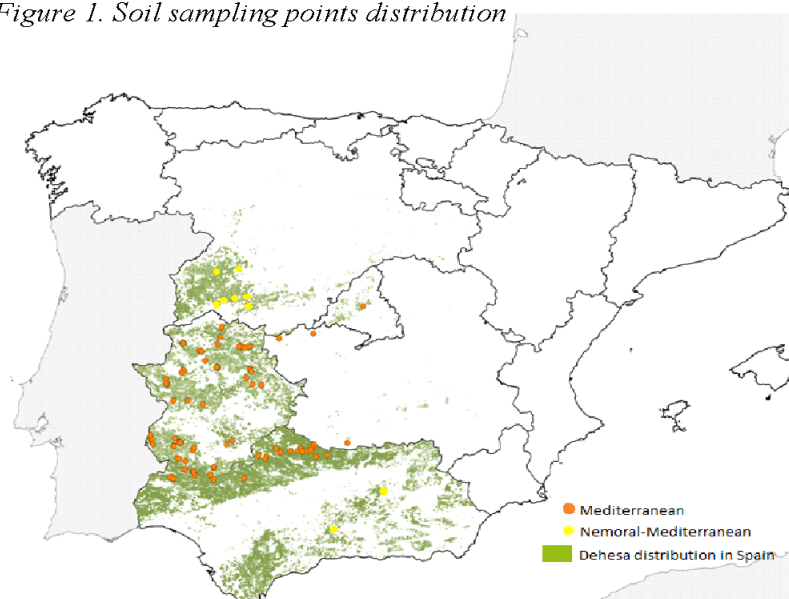 Figure 1. Soil sampling points distribution
Mediterranean
Nemoral-Mediterranean
Dehesa distribution in Spain